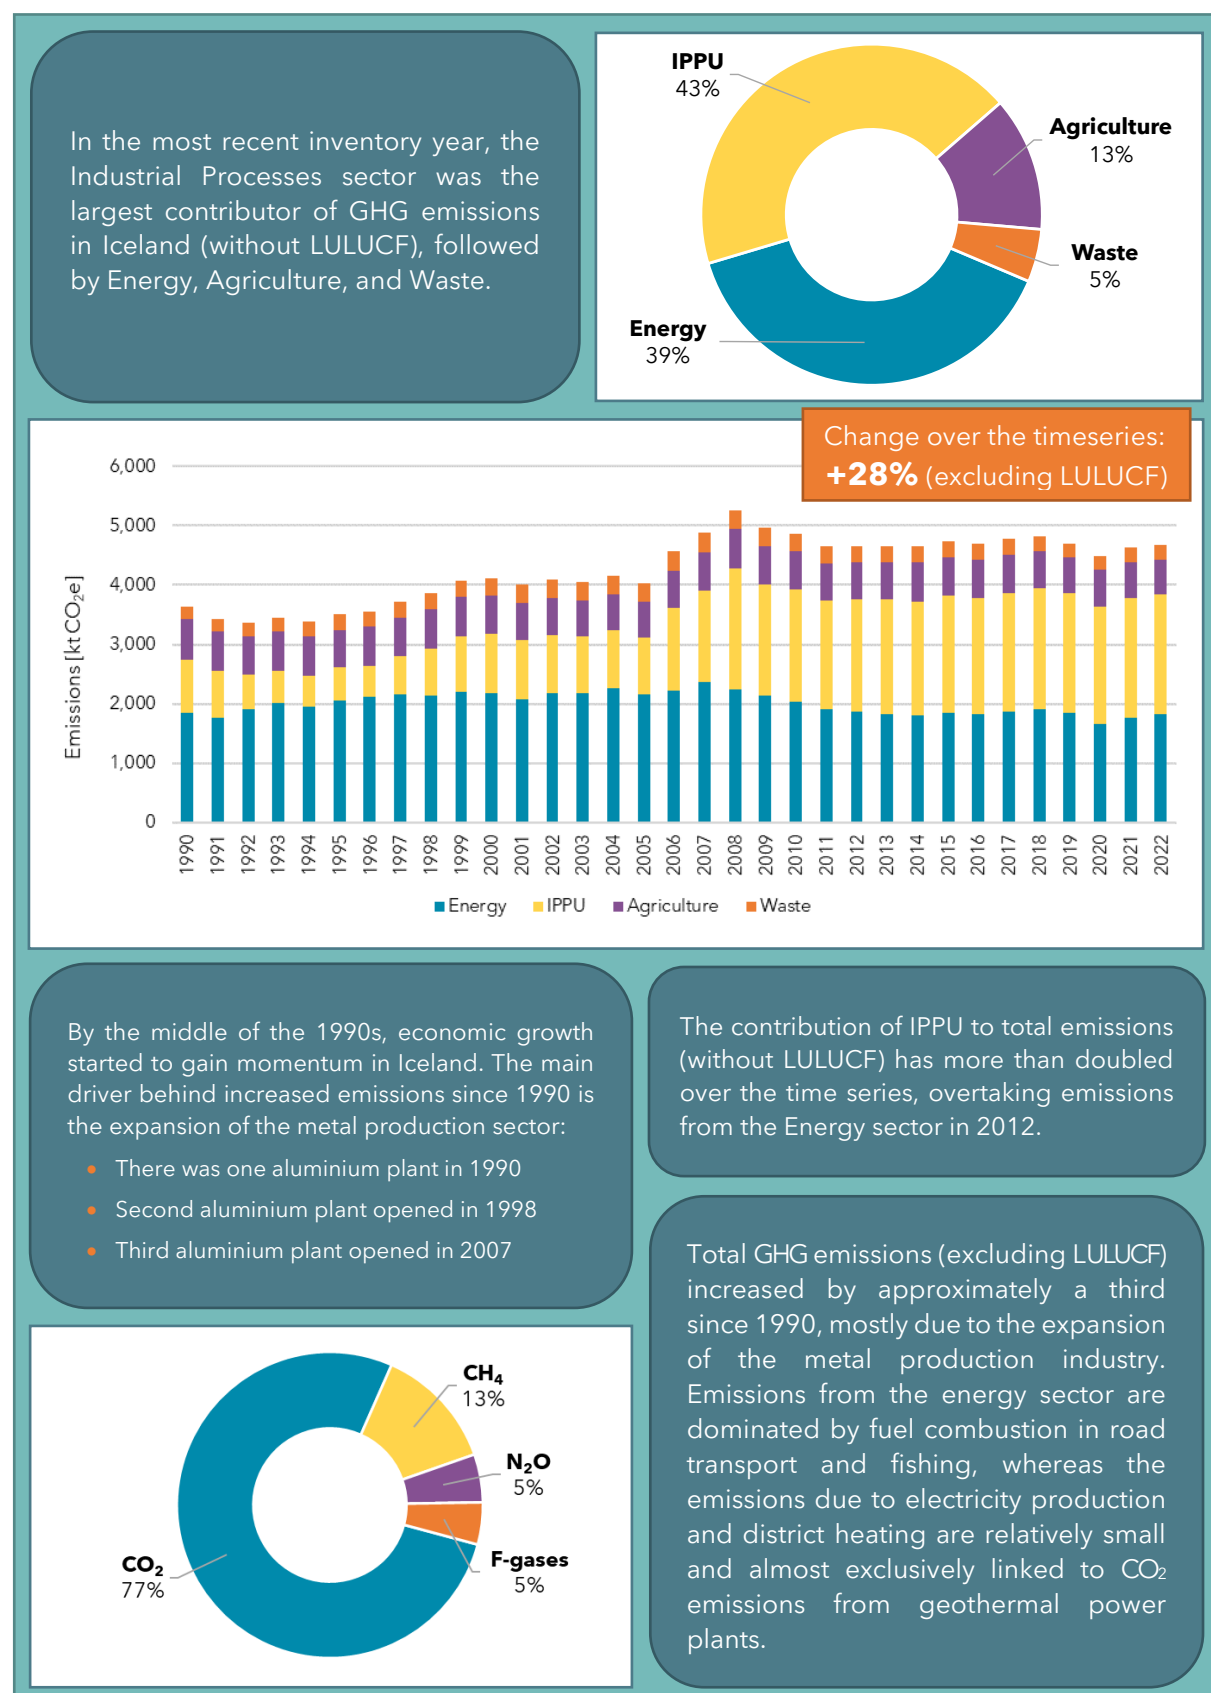 In the most recent inventory year, the
Industrial Processes sector was the
largest contributor of GHG emissions
in Iceland (without LULUCF), followed
by Energy, Agriculture, and Waste.
IPPU
43%
Agriculture
13%
Waste
5%
Energy
39%
Change over the timeseries:
+28% (excluding LULUCF)
Emissions [kt CO₂e]
6,000
5,000
4,000
3,000
2,000
1,000
0
1990
1991
1992
1993
1994
1995
1996
1997
1998
1999
2000
2001
2002
2003
2004
2005
2006
2007
2008
2009
2010
2011
2012
2013
2014
2015
2016
2017
2018
2019
2020
2021
2022
Energy IPPU Agriculture Waste
By the middle of the 1990s, economic growth
started to gain momentum in Iceland. The main
driver behind increased emissions since 1990 is
the expansion of the metal production sector:
• There was one aluminium plant in 1990
• Second aluminium plant opened in 1998
• Third aluminium plant opened in 2007
The contribution of IPPU to total emissions
(without LULUCF) has more than doubled
over the time series, overtaking emissions
from the Energy sector in 2012.
CH₄
13%
N₂O
5%
F-gases
5%
CO₂
77%
Total GHG emissions (excluding LULUCF)
increased by approximately a third
since 1990, mostly due to the expansion
of the metal production industry.
Emissions from the energy sector are
dominated by fuel combustion in road
transport and fishing, whereas the
emissions due to electricity production
and district heating are relatively small
and almost exclusively linked to CO₂
emissions from geothermal power
plants.